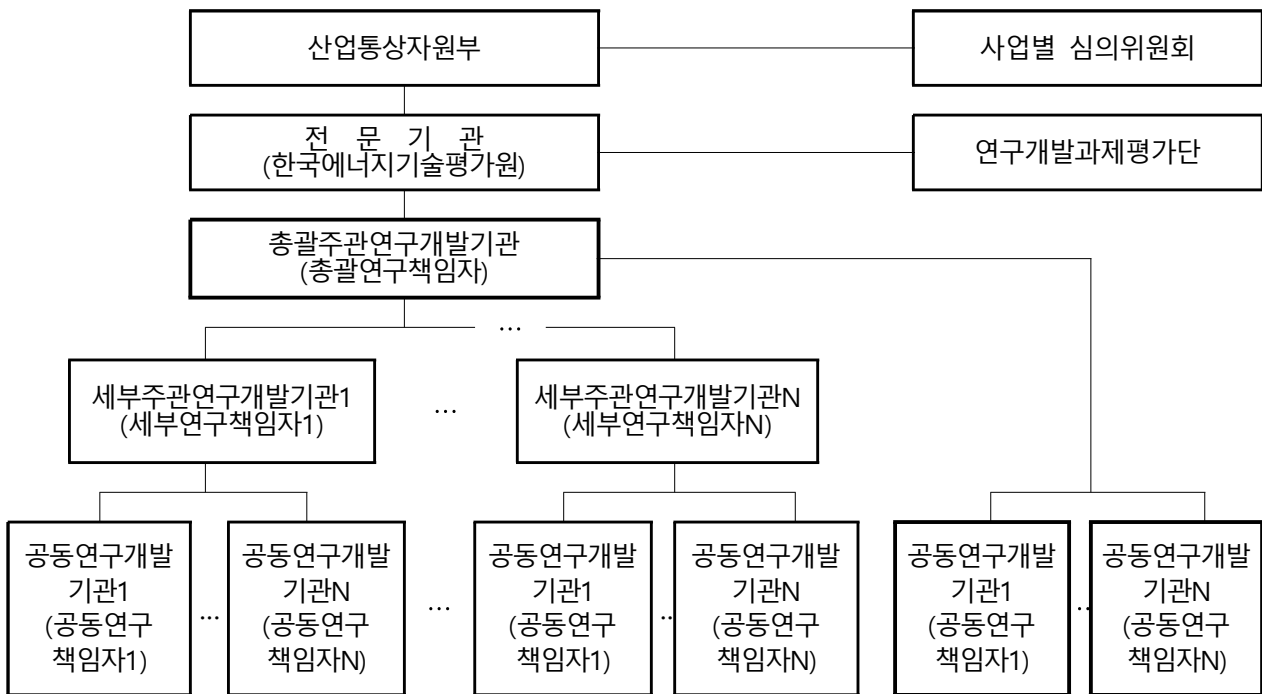 산업통상자원부
사업별 심의위원회
전 문 기 관
(한국에너지기술평가원)
연구개발과제평가단
총괄주관연구개발기관
(총괄연구책임자)
...
세부주관연구개발기관1
(세부연구책임자1)
...
세부주관연구개발기관N
(세부연구책임자N)
공동연구개발
기관1
(공동연구
책임자1)
...
공동연구개발
기관N
(공동연구
책임자N)
...
공동연구개발
기관1
(공동연구
책임자1)
..
공동연구개발
기관N
(공동연구
책임자N)
공동연구개발
기관1
(공동연구
책임자1)
..
공동연구개발
기관N
(공동연구
책임자N)